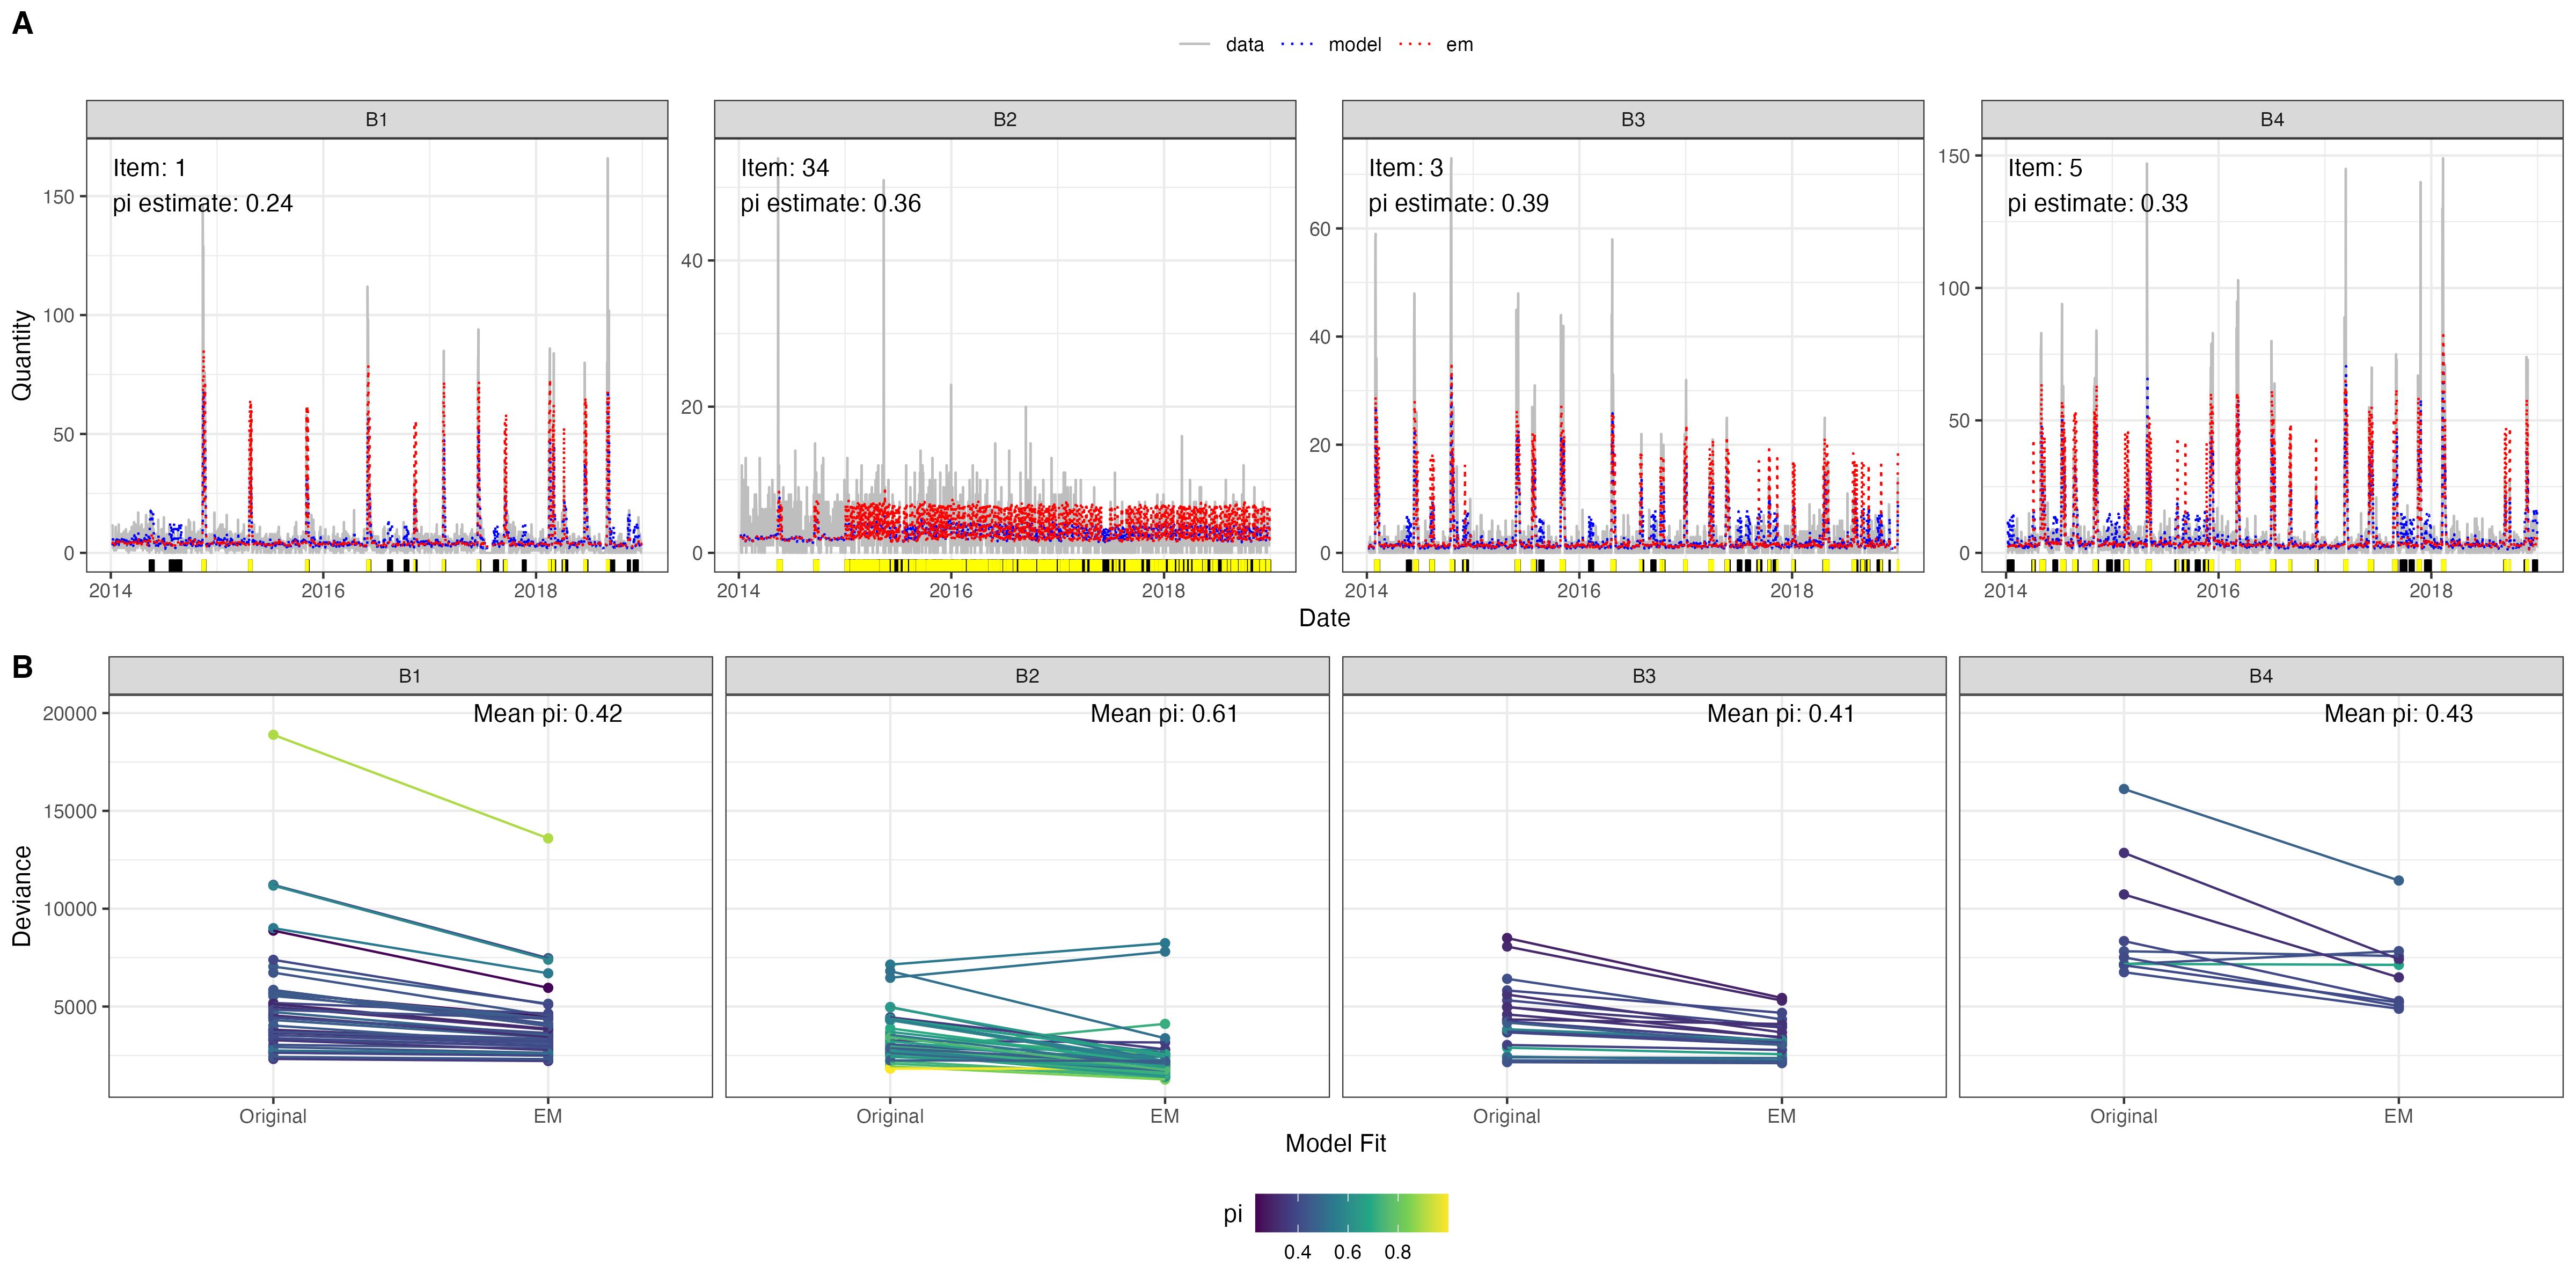 A
data model em
B1 B2 B3 B4
Item: 1
pi estimate: 0.24
Item: 34
pi estimate: 0.36
Item: 3
pi estimate: 0.39
Item: 5
pi estimate: 0.33
Quantity
150
100
50
0
40
20
0
60
40
20
0
150
100
50
0
2014 2016 2018
2014 2016 2018
2014 2016 2018
2014 2016 2018
Date
B
B1 B2 B3 B4
Mean pi: 0.42
Mean pi: 0.61
Mean pi: 0.41
Mean pi: 0.43
Deviance
20000
15000
10000
5000
Original EM
Original EM
Original EM
Original EM
Model Fit
pi
0.4 0.6 0.8